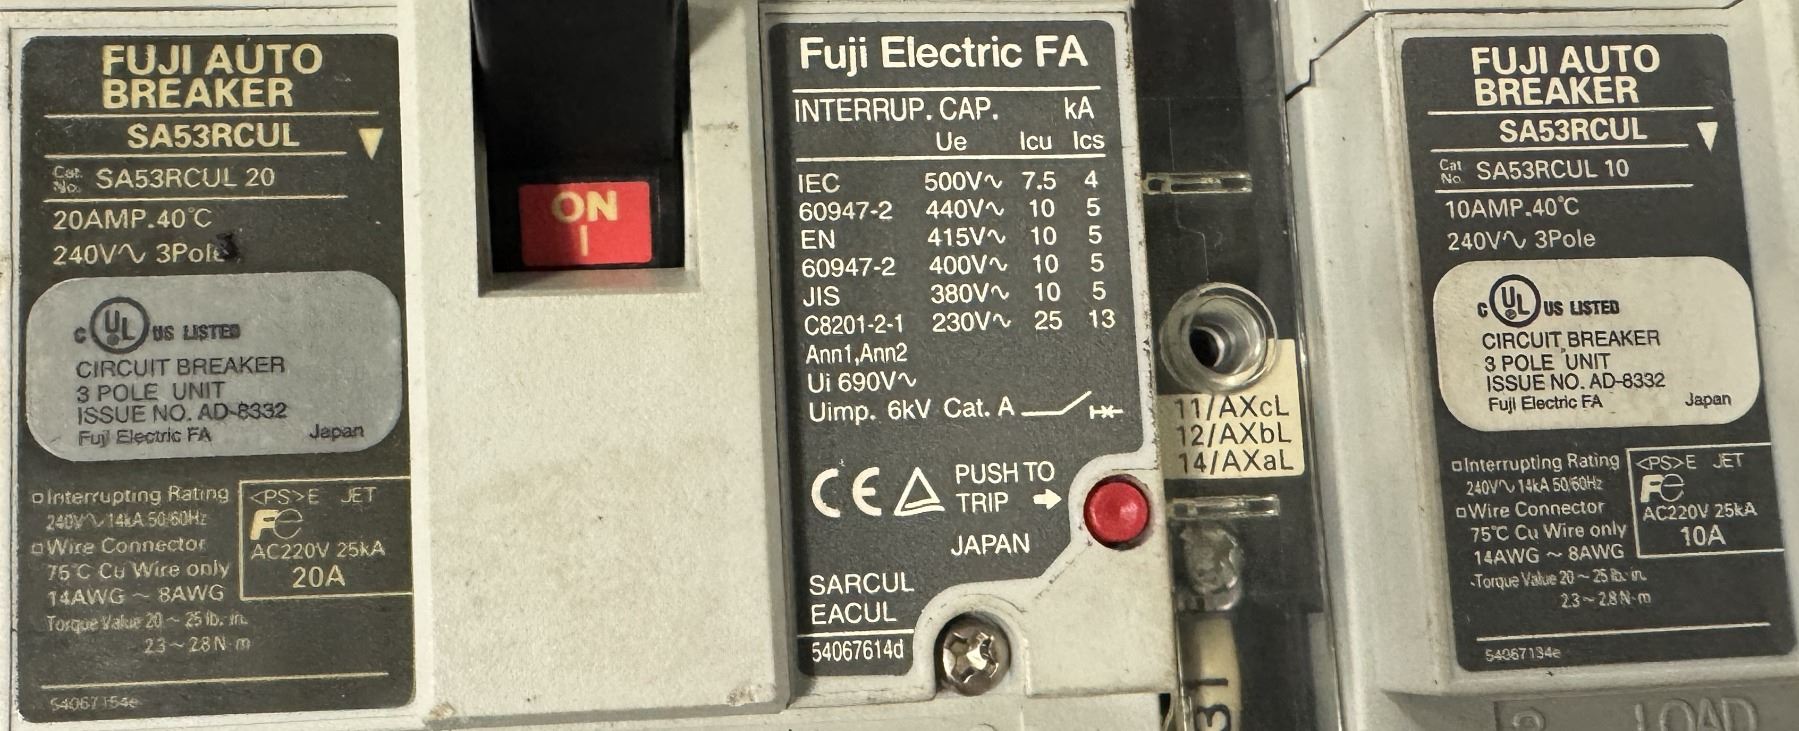 FUJI AUTO
BREAKER
SA53RCUL
Cat. No. SA53RCUL 20
20AMP.40°C
240V∿ 3Pole
C UL US LISTED
CIRCUIT BREAKER
3 POLE UNIT
ISSUE NO. AD-8332
Fuji Electric FA Japan
Interrupting Rating
240V∿ 14kA 50/60Hz
Wire Connector
75°C Cu Wire only
14AWG ~ 8AWG
Torque Value 20 ~ 25 lb. in.
2.3 ~ 2.8 N·m
<PS>E JET
Fe
AC220V 25kA
20A
54067154e
ON
I
Fuji Electric FA
INTERRUP. CAP. kA
Ue Icu Ics
IEC 500V∿ 7.5 4
60947-2 440V∿ 10 5
EN 415V∿ 10 5
60947-2 400V∿ 10 5
JIS 380V∿ 10 5
C8201-2-1 230V∿ 25 13
Ann1,Ann2
Ui 690V∿
Uimp. 6kV Cat. A
CE PUSH TO
TRIP →
JAPAN
SARCUL
EACUL
54067614d
11/AXcL
12/AXbL
14/AXaL
31
FUJI AUTO
BREAKER
SA53RCUL
Cat. No. SA53RCUL 10
10AMP.40°C
240V∿ 3Pole
C UL US LISTED
CIRCUIT BREAKER
3 POLE UNIT
ISSUE NO. AD-8332
Fuji Electric FA Japan
Interrupting Rating
240V∿ 14kA 50/60Hz
Wire Connector
75°C Cu Wire only
14AWG ~ 8AWG
Torque Value 20 ~ 25 lb. in.
2.3 ~ 2.8 N·m
<PS>E JET
Fe
AC220V 25kA
10A
54067134e
LOAD